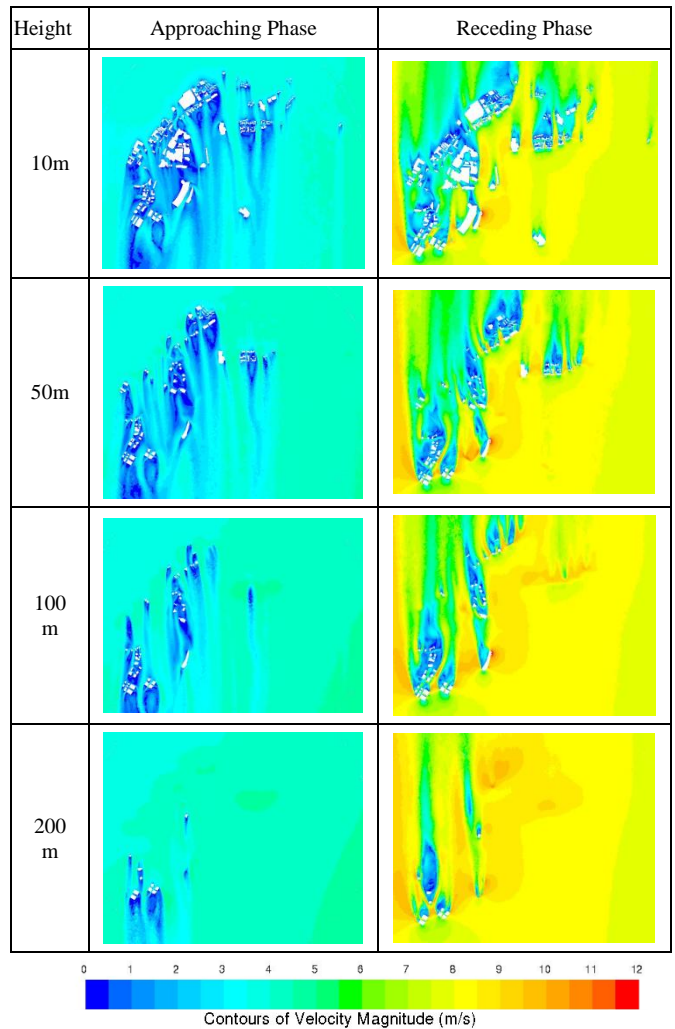 Height Approaching Phase Receding Phase
10m
50m
100
m
200
m
0 1 2 3 4 5 6 7 8 9 10 11 12
Contours of Velocity Magnitude (m/s)